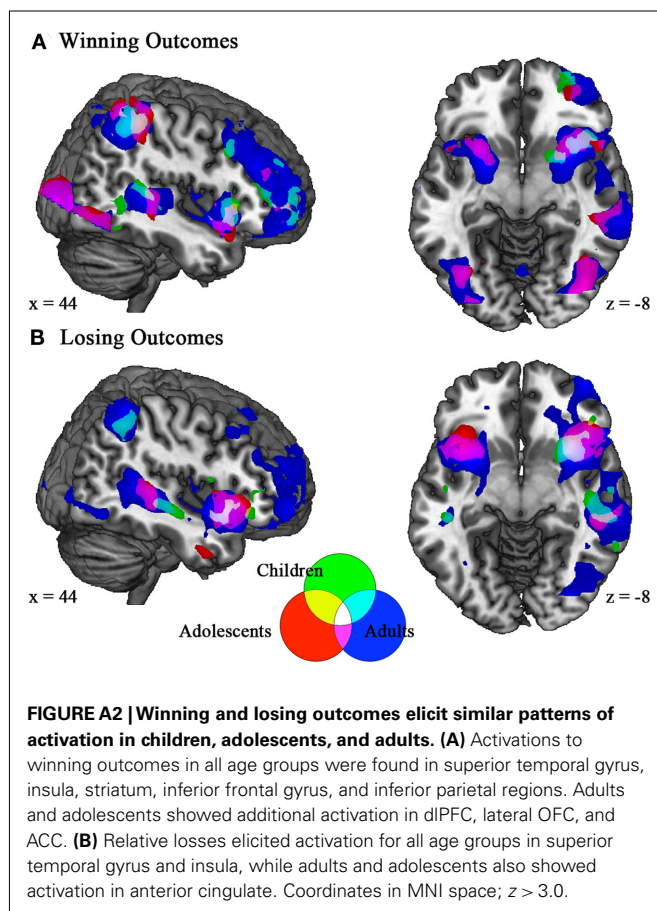 A Winning Outcomes
x = 44
z = -8
B Losing Outcomes
x = 44
z = -8
Children
Adolescents
Adults
FIGURE A2 | Winning and losing outcomes elicit similar patterns of
activation in children, adolescents, and adults. (A) Activations to
winning outcomes in all age groups were found in superior temporal gyrus,
insula, striatum, inferior frontal gyrus, and inferior parietal regions. Adults
and adolescents showed additional activation in dlPFC, lateral OFC, and
ACC. (B) Relative losses elicited activation for all age groups in superior
temporal gyrus and insula, while adults and adolescents also showed
activation in anterior cingulate. Coordinates in MNI space; z > 3.0.